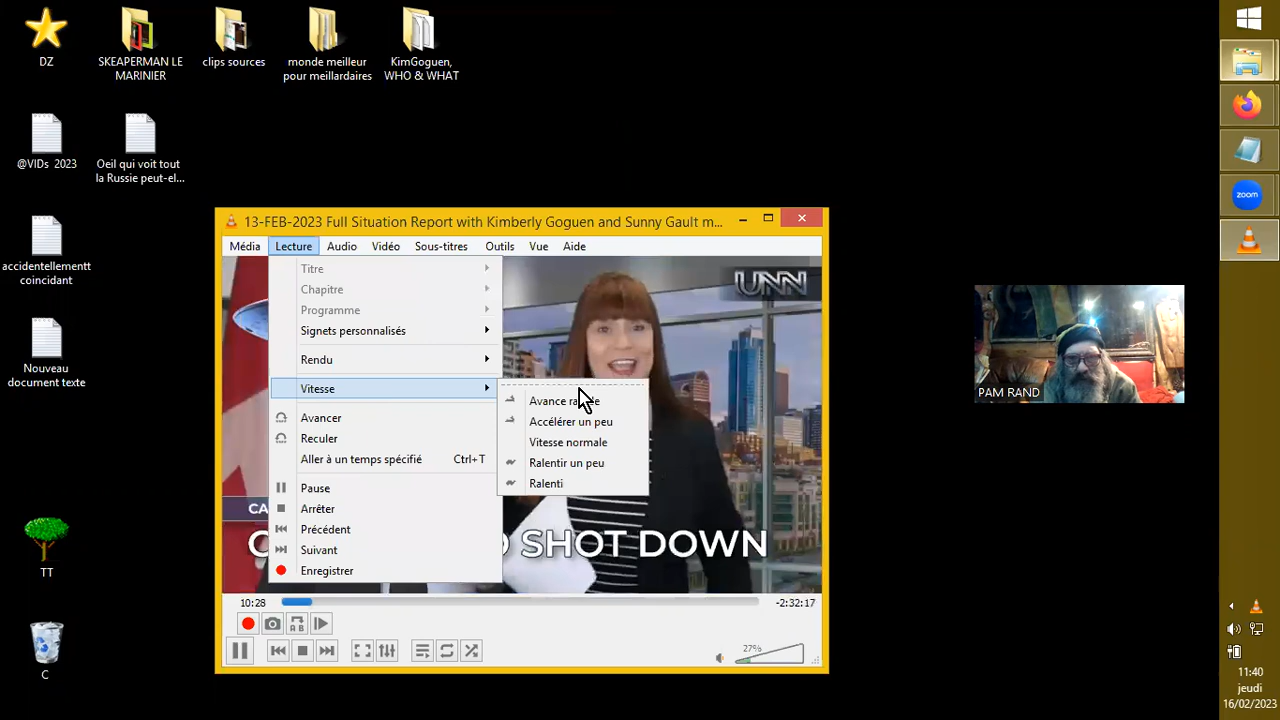 DZ
SKEAPERMAN LE
MARINIER
clips sources
monde meilleur
pour meillardaires
KimGoguen,
WHO & WHAT
@VIDs 2023
Oeil qui voit tout
la Russie peut-el...
accidentellementt
coincidant
Nouveau
document texte
TT
C
13-FEB-2023 Full Situation Report with Kimberly Goguen and Sunny Gault m...
Média Lecture Audio Vidéo Sous-titres Outils Vue Aide
Titre
Chapitre
Programme
Signets personnalisés
Rendu
Vitesse
Avancer
Reculer
Aller à un temps spécifié Ctrl+T
Pause
Arrêter
Précédent
Suivant
Enregistrer
Avance
Accélérer un peu
Vitesse normale
Ralentir un peu
Ralenti
UNN
CA
SHOT DOWN
10:28 -2:32:17
A B
27%
PAM RAND
zoom
11:40
jeudi
16/02/2023